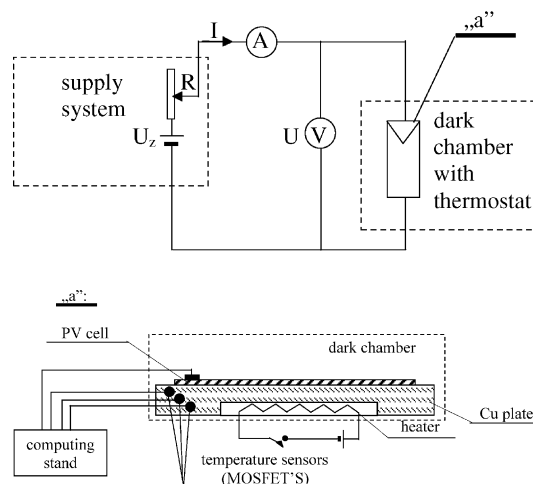 I
A
„a”
supply
system
R
Uz
U
V
dark
chamber
with
thermostat
„a”:
PV cell
dark chamber
Cu plate
heater
computing
stand
temperature sensors
(MOSFET'S)